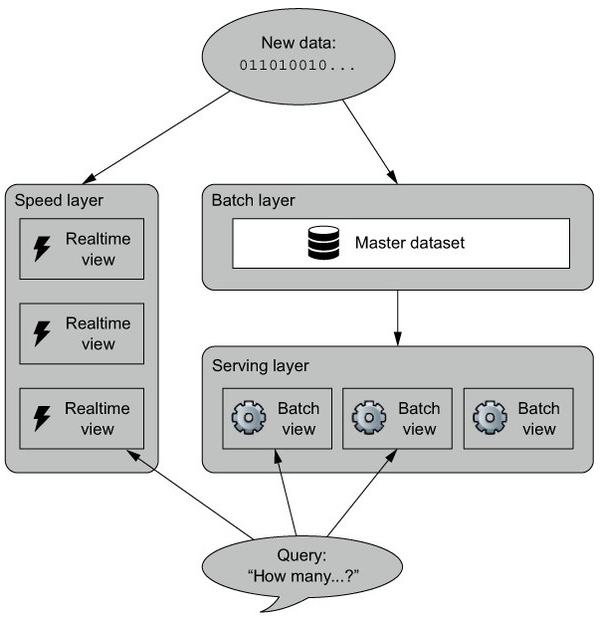 New data:
011010010...
Speed layer
Realtime
view
Realtime
view
Realtime
view
Batch layer
Master dataset
Serving layer
Batch
view
Batch
view
Batch
view
Query:
“How many...?”